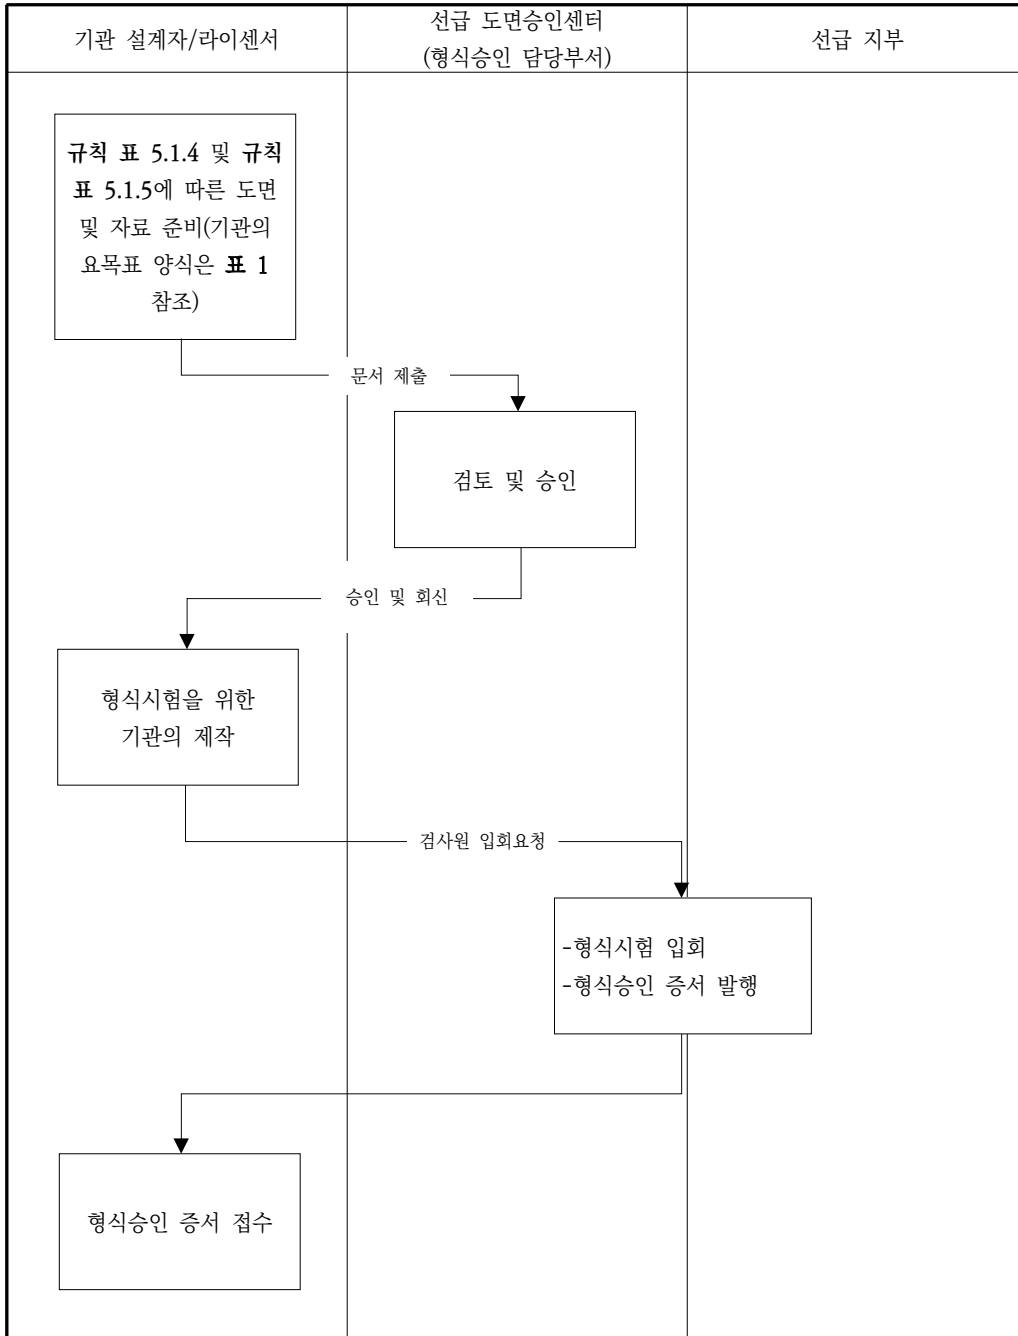 기관 설계자/라이센서
선급 도면승인센터
(형식승인 담당부서)
선급 지부
규칙 표 5.1.4 및 규칙
표 5.1.5에 따른 도면
및 자료 준비(기관의
요목표 양식은 표 1
참조)
문서 제출
검토 및 승인
승인 및 회신
형식시험을 위한
기관의 제작
검사원 입회요청
-형식시험 입회
-형식승인 증서 발행
형식승인 증서 접수